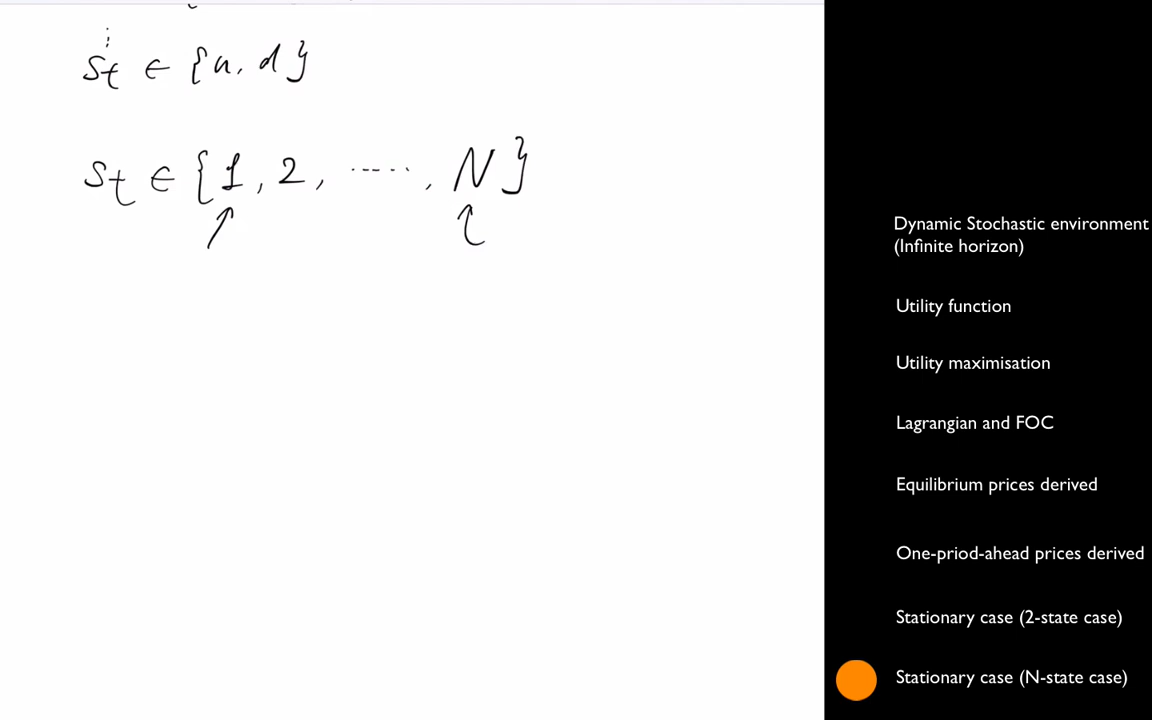 St ∈ {u, d}
St ∈ {1, 2, ....., N}
Dynamic Stochastic environment
(Infinite horizon)
Utility function
Utility maximisation
Lagrangian and FOC
Equilibrium prices derived
One-priod-ahead prices derived
Stationary case (2-state case)
Stationary case (N-state case)